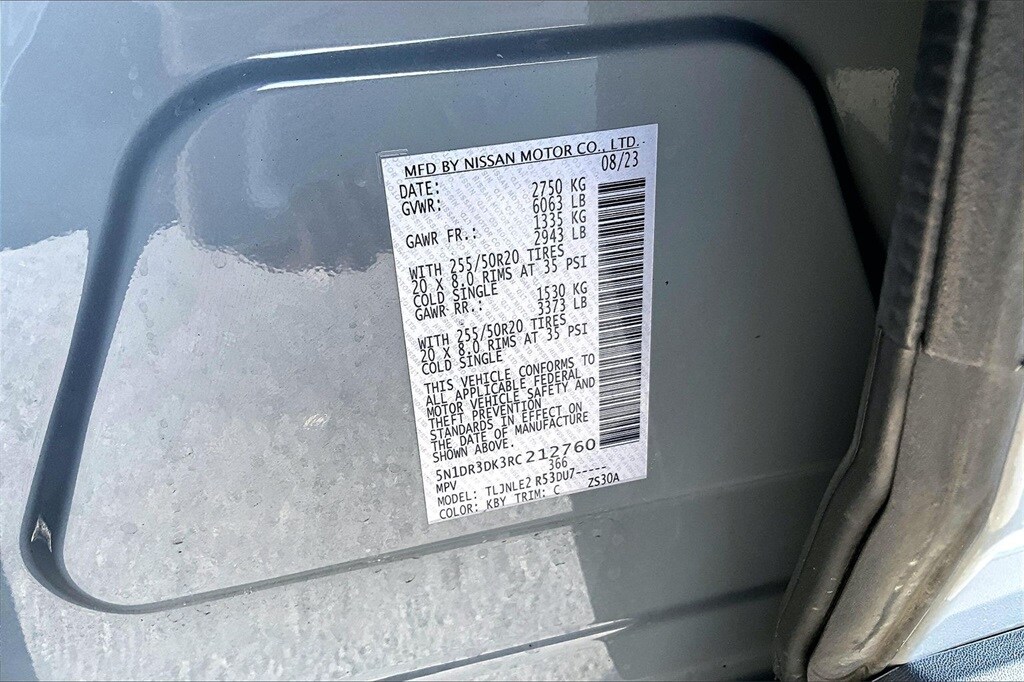 MFD BY NISSAN MOTOR CO., LTD.
DATE: 08/23
GVWR: 2750 KG
6063 LB
GAWR FR.: 1335 KG
2943 LB
WITH 255/50R20 TIRES
20 X 8.0 RIMS AT 35 PSI
COLD SINGLE
GAWR RR.: 1530 KG
3373 LB
WITH 255/50R20 TIRES
20 X 8.0 RIMS AT 35 PSI
COLD SINGLE
THIS VEHICLE CONFORMS TO
ALL APPLICABLE FEDERAL
MOTOR VEHICLE SAFETY AND
THEFT PREVENTION
STANDARDS IN EFFECT ON
THE DATE OF MANUFACTURE
SHOWN ABOVE.
5N1DR3DK3RC212760
MPV 366
MODEL: TLJNLE2 R53DU7-----
COLOR: KBY TRIM: C ZS30A